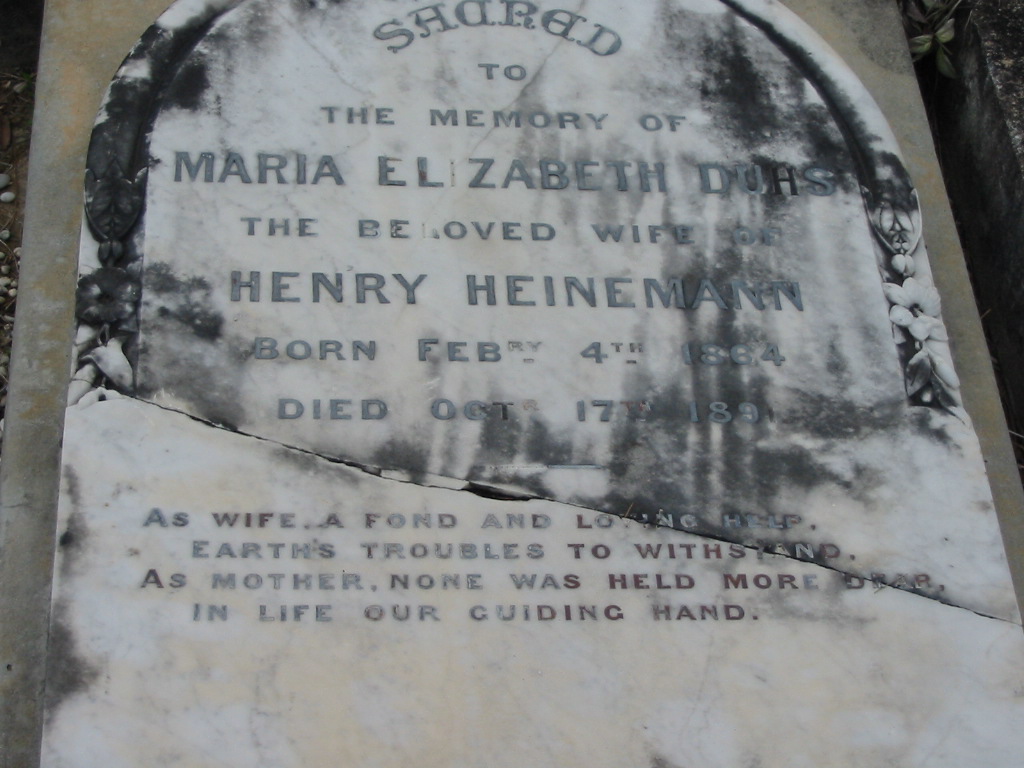 SACRED
TO
THE MEMORY OF
MARIA ELIZABETH DUHS
THE BELOVED WIFE OF
HENRY HEINEMANN
BORN FEBRY 4TH 1864
DIED OCTR 17TH
AS WIFE, A FOND AND LOVING HELP,
EARTH'S TROUBLES TO WITHSTAND.
AS MOTHER, NONE WAS HELD MORE DEAR,
IN LIFE OUR GUIDING HAND.